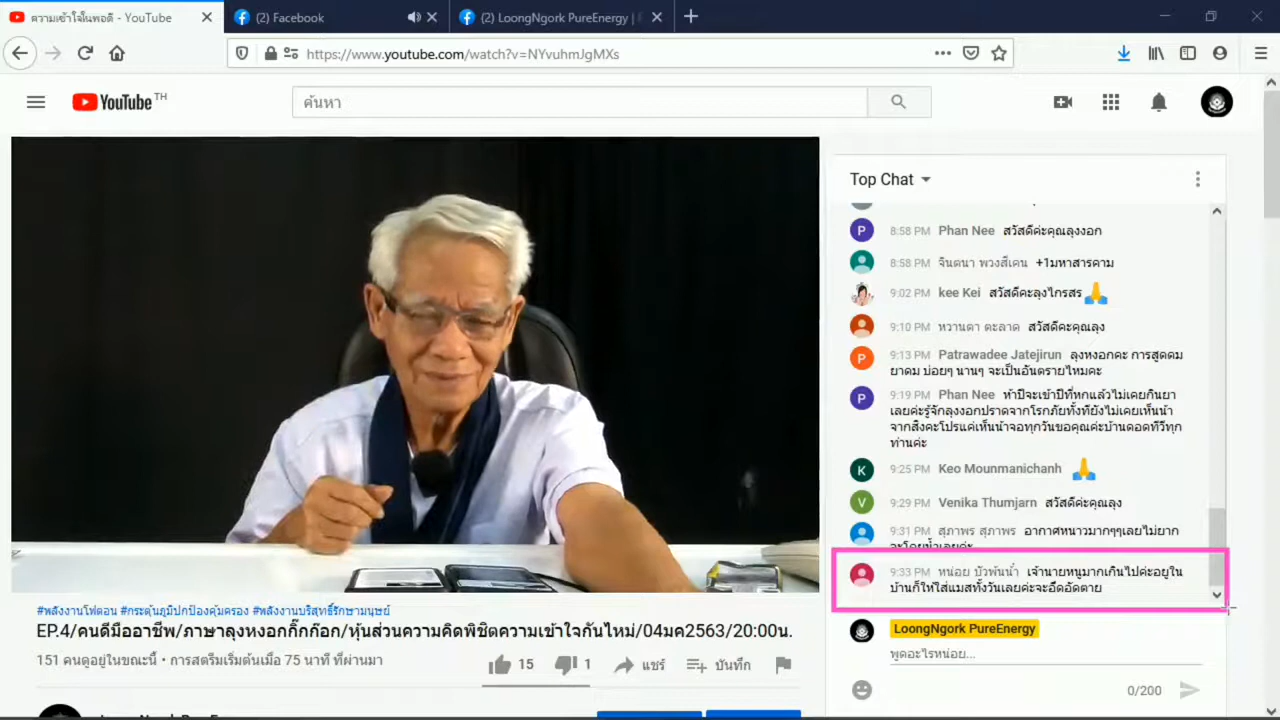 ความเข้าใจในพอดี - YouTube
(2) Facebook
(2) LoongNgork PureEnergy |
https://www.youtube.com/watch?v=NYvuhmJgMXs
YouTube TH
ค้นหา
Top Chat
8:58 PM Phan Nee สวัสดีค่ะคุณลุงงอก
8:58 PM จินตนา พวงส์เคน +1มหาสารคาม
9:02 PM kee Kei สวัสดีคะลุงไกรสร 🙏
9:10 PM หวานตา ตะลาด สวัสดีคะคุณลุง
9:13 PM Patrawadee Jatejirun ลุงหงอกคะ การสูดดม
ยาดม บ่อยๆ นานๆ จะเป็นอันตรายไหมคะ
9:19 PM Phan Nee ห้าปีจะเข้าปีที่หกแล้วไม่เคยกินยา
เลยค่ะรู้จักลุงงอกปราดจากโรกภัยทั้งที่ยังไม่เคยเห็นน้า
จากสิ่งคะโปรแค่เห็นน้าจอทุกวันขอคุณค่ะบ้านดอดทีวีทุก
ท่านค่ะ
9:25 PM Keo Mounmanichanh 🙏
9:29 PM Venika Thumjarn สวัสดีค่ะคุณลุง
9:31 PM สุภาพร สุภาพร อากาศหนาวมากๆๆเลยไม่ยาก
จะโดยน้ำเลยค่ะ
9:33 PM หน่อย บัวพันน้ำ เจ้านายหนูมากเกินไปค่ะอยู่ใน
บ้านก็ให้ใส่แมสทั้งวันเลยค่ะจะอึดอัดตาย
LoongNgork PureEnergy
พูดอะไรหน่อย...
0/200
#พลังงานโฟตอน #กระตุ้นภูมิปกป้องคุ้มครอง #พลังงานบริสุทธิ์รักษามนุษย์
EP.4/คนดีมืออาชีพ/ภาษาลุงหงอกกิ๊กก๊อก/หุ้นส่วนความคิดพิชิตความเข้าใจกันไหม่/04มค2563/20:00น.
151 คนดูอยู่ในขณะนี้ • การสตรีมเริ่มต้นเมื่อ 75 นาที ที่ผ่านมา
15
1
แชร์
บันทึก